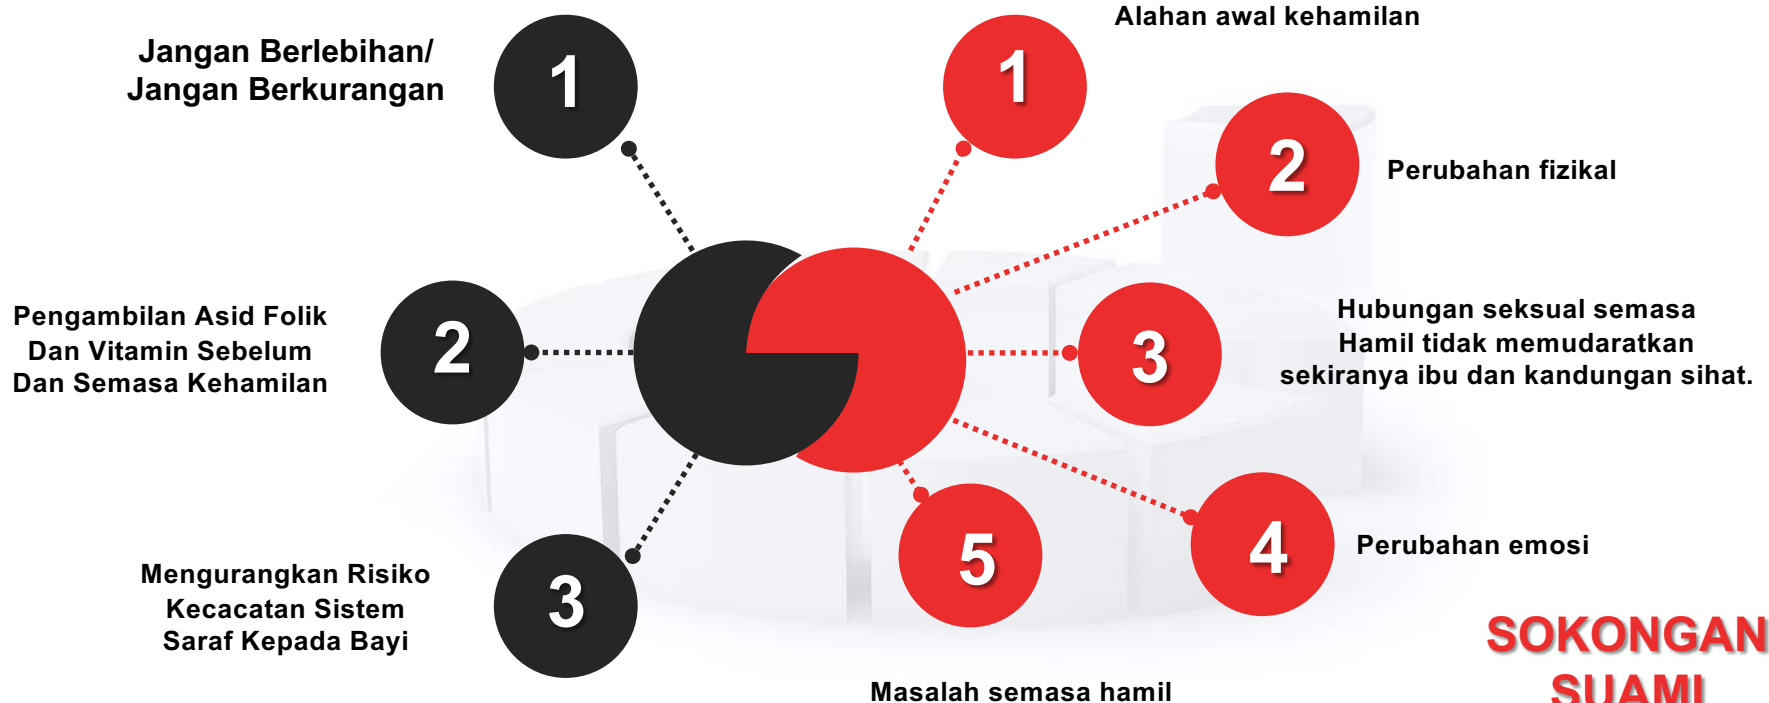 Jangan Berlebihan/
Jangan Berkurangan
1
Pengambilan Asid Folik
Dan Vitamin Sebelum
Dan Semasa Kehamilan
2
Mengurangkan Risiko
Kecacatan Sistem
Saraf Kepada Bayi
3
Alahan awal kehamilan
1
2
Perubahan fizikal
3
Hubungan seksual semasa
Hamil tidak memudaratkan
sekiranya ibu dan kandungan sihat.
4
Perubahan emosi
5
Masalah semasa hamil
SOKONGAN
SUAMI